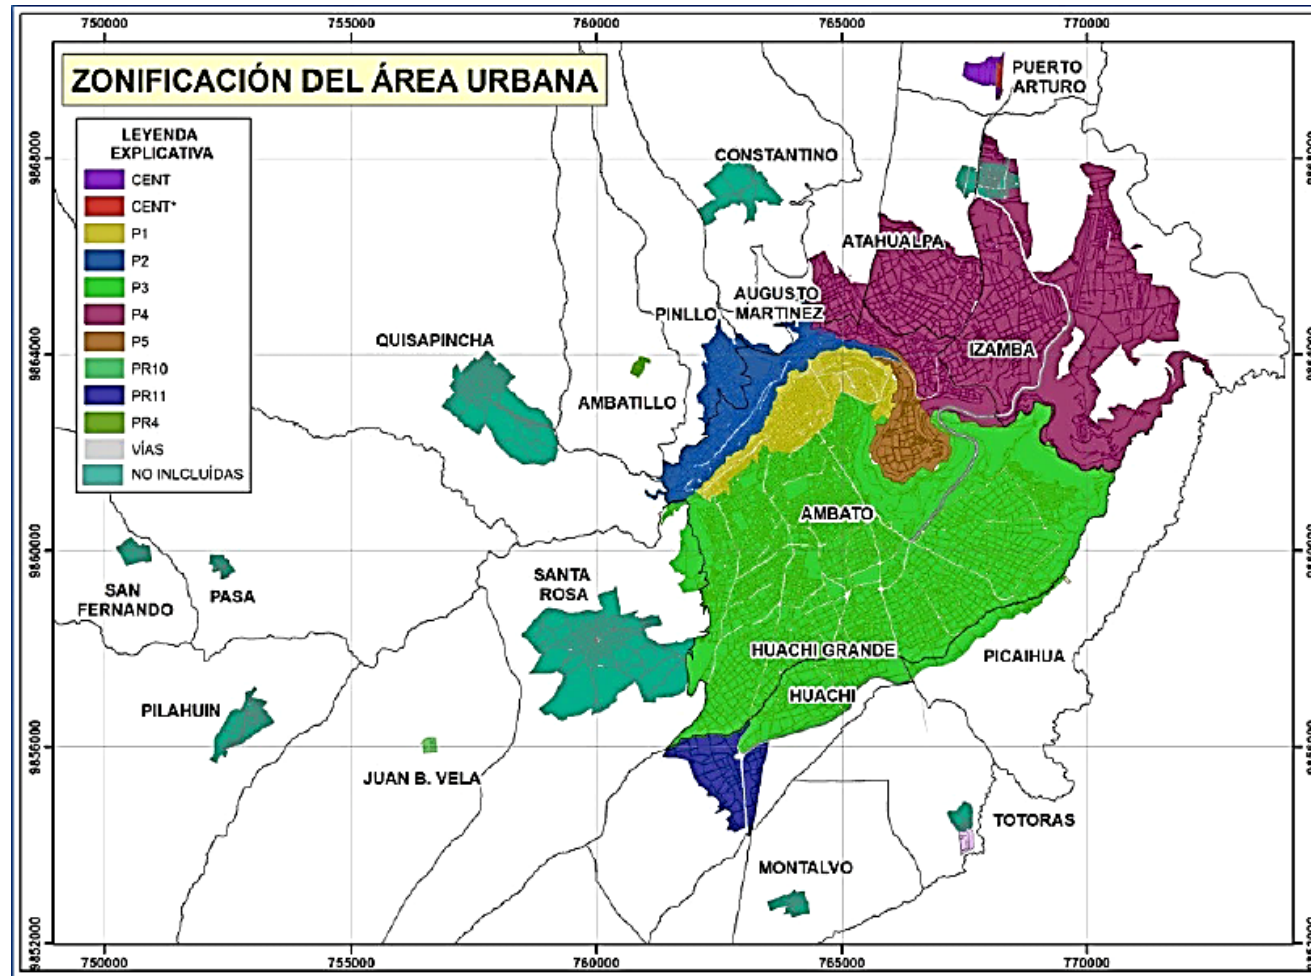 750000 755000 760000 765000 770000
ZONIFICACIÓN DEL ÁREA URBANA
LEYENDA
EXPLICATIVA
CENT
CENT*
P1
P2
P3
P4
P5
PR10
PR11
PR4
VÍAS
NO INLCLUÍDAS
PUERTO
ARTURO
CONSTANTINO
ATAHUALPA
AUGUSTO
MARTINEZ
PINLLO
QUISAPINCHA
IZAMBA
AMBATILLO
AMBATO
SAN
FERNANDO
PASA
SANTA
ROSA
HUACHI GRANDE
PICAIHUA
HUACHI
PILAHUIN
JUAN B. VELA
TOTORAS
MONTALVO
9868000
9864000
9860000
9856000
9852000
750000 755000 760000 765000 770000